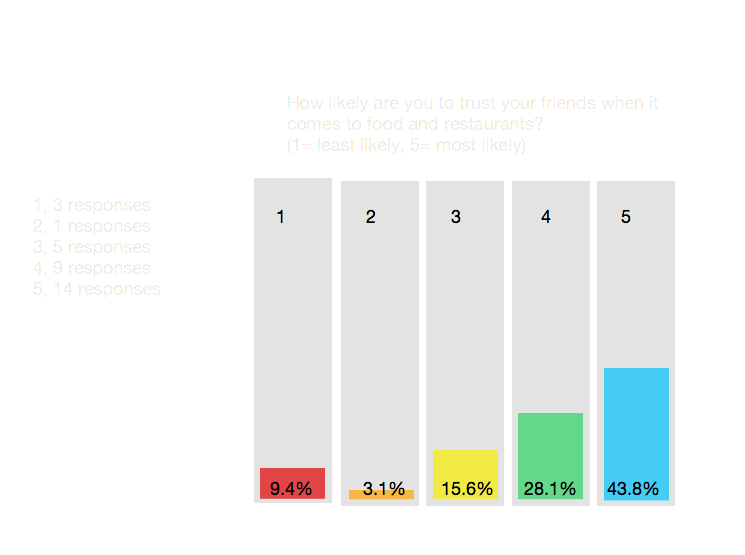 How likely are you to trust your friends when it
comes to food and restaurants?
(1= least likely, 5= most likely)
1, 3 responses
2, 1 responses
3, 5 responses
4, 9 responses
5, 14 responses
1 2 3 4 5
9.4% 3.1% 15.6% 28.1% 43.8%